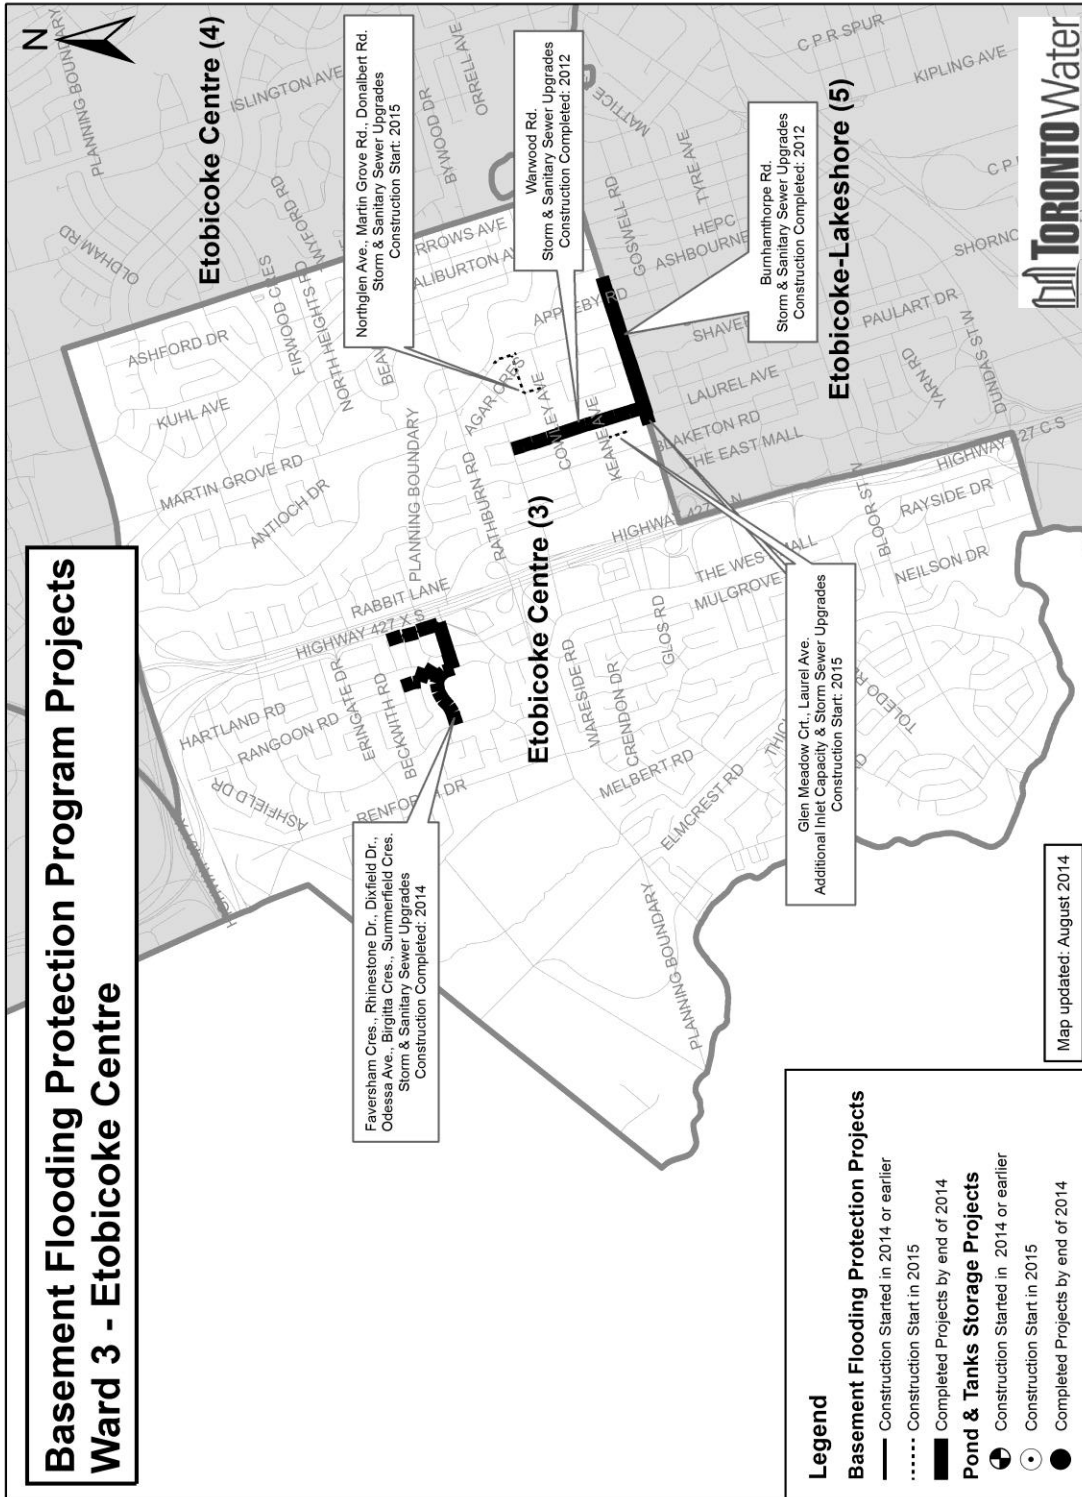 Basement Flooding Protection Program Projects
Ward 3 - Etobicoke Centre
N
Etobicoke Centre (4)
Etobicoke Centre (3)
Etobicoke-Lakeshore (5)
Northglen Ave., Martin Grove Rd., Donalbert Rd.
Storm & Sanitary Sewer Upgrades
Construction Start: 2015
Warwood Rd.
Storm & Sanitary Sewer Upgrades
Construction Completed: 2012
Burnhamthorpe Rd.
Storm & Sanitary Sewer Upgrades
Construction Completed: 2012
Faversham Cres., Rhinestone Dr., Dixfield Dr.,
Odessa Ave., Birgitta Cres., Summerfield Cres.
Storm & Sanitary Sewer Upgrades
Construction Completed: 2014
Glen Meadow Crt., Laurel Ave.
Additional Inlet Capacity & Storm Sewer Upgrades
Construction Start: 2015
PLANNING BOUNDARY
OLDHAM RD
ISLINGTON AVE
ORRELL AVE
BYWOOD DR
WYFORD RD
FIRWOOD CRES
NORTH HEIGHTS RD
ASHFORD DR
KUHL AVE
MARTIN GROVE RD
ANTIOCH DR
PLANNING BOUNDARY
RATHBURN RD
AGAR CRES
COWLEY AVE
KEANE AVE
MATTICE
TYRE AVE
HEPC
ASHBOURNE
GOSWELL RD
C P R SPUR
KIPLING AVE
C P R
LAUREL AVE
BLAKETON RD
THE EAST MALL
PAULART DR
YARN RD
DUNDAS ST W
RABBIT LANE
HIGHWAY 427 X S
HARTLAND RD
RANGOON RD
ERINGATE DR
BECKWITH RD
ASHFIELD DR
WARESIDE RD
CRENDON DR
GLOS RD
MELBERT RD
ELMCREST RD
THE WEST MALL
MULGROVE
BLOOR ST W
RAYSIDE DR
NEILSON DR
TOLEDO RD
HIGHWAY 427 C S
PLANNING BOUNDARY
Legend
Basement Flooding Protection Projects
Construction Started in 2014 or earlier
Construction Start in 2015
Completed Projects by end of 2014
Pond & Tanks Storage Projects
Construction Started in 2014 or earlier
Construction Start in 2015
Completed Projects by end of 2014
Map updated: August 2014
TORONTO Water